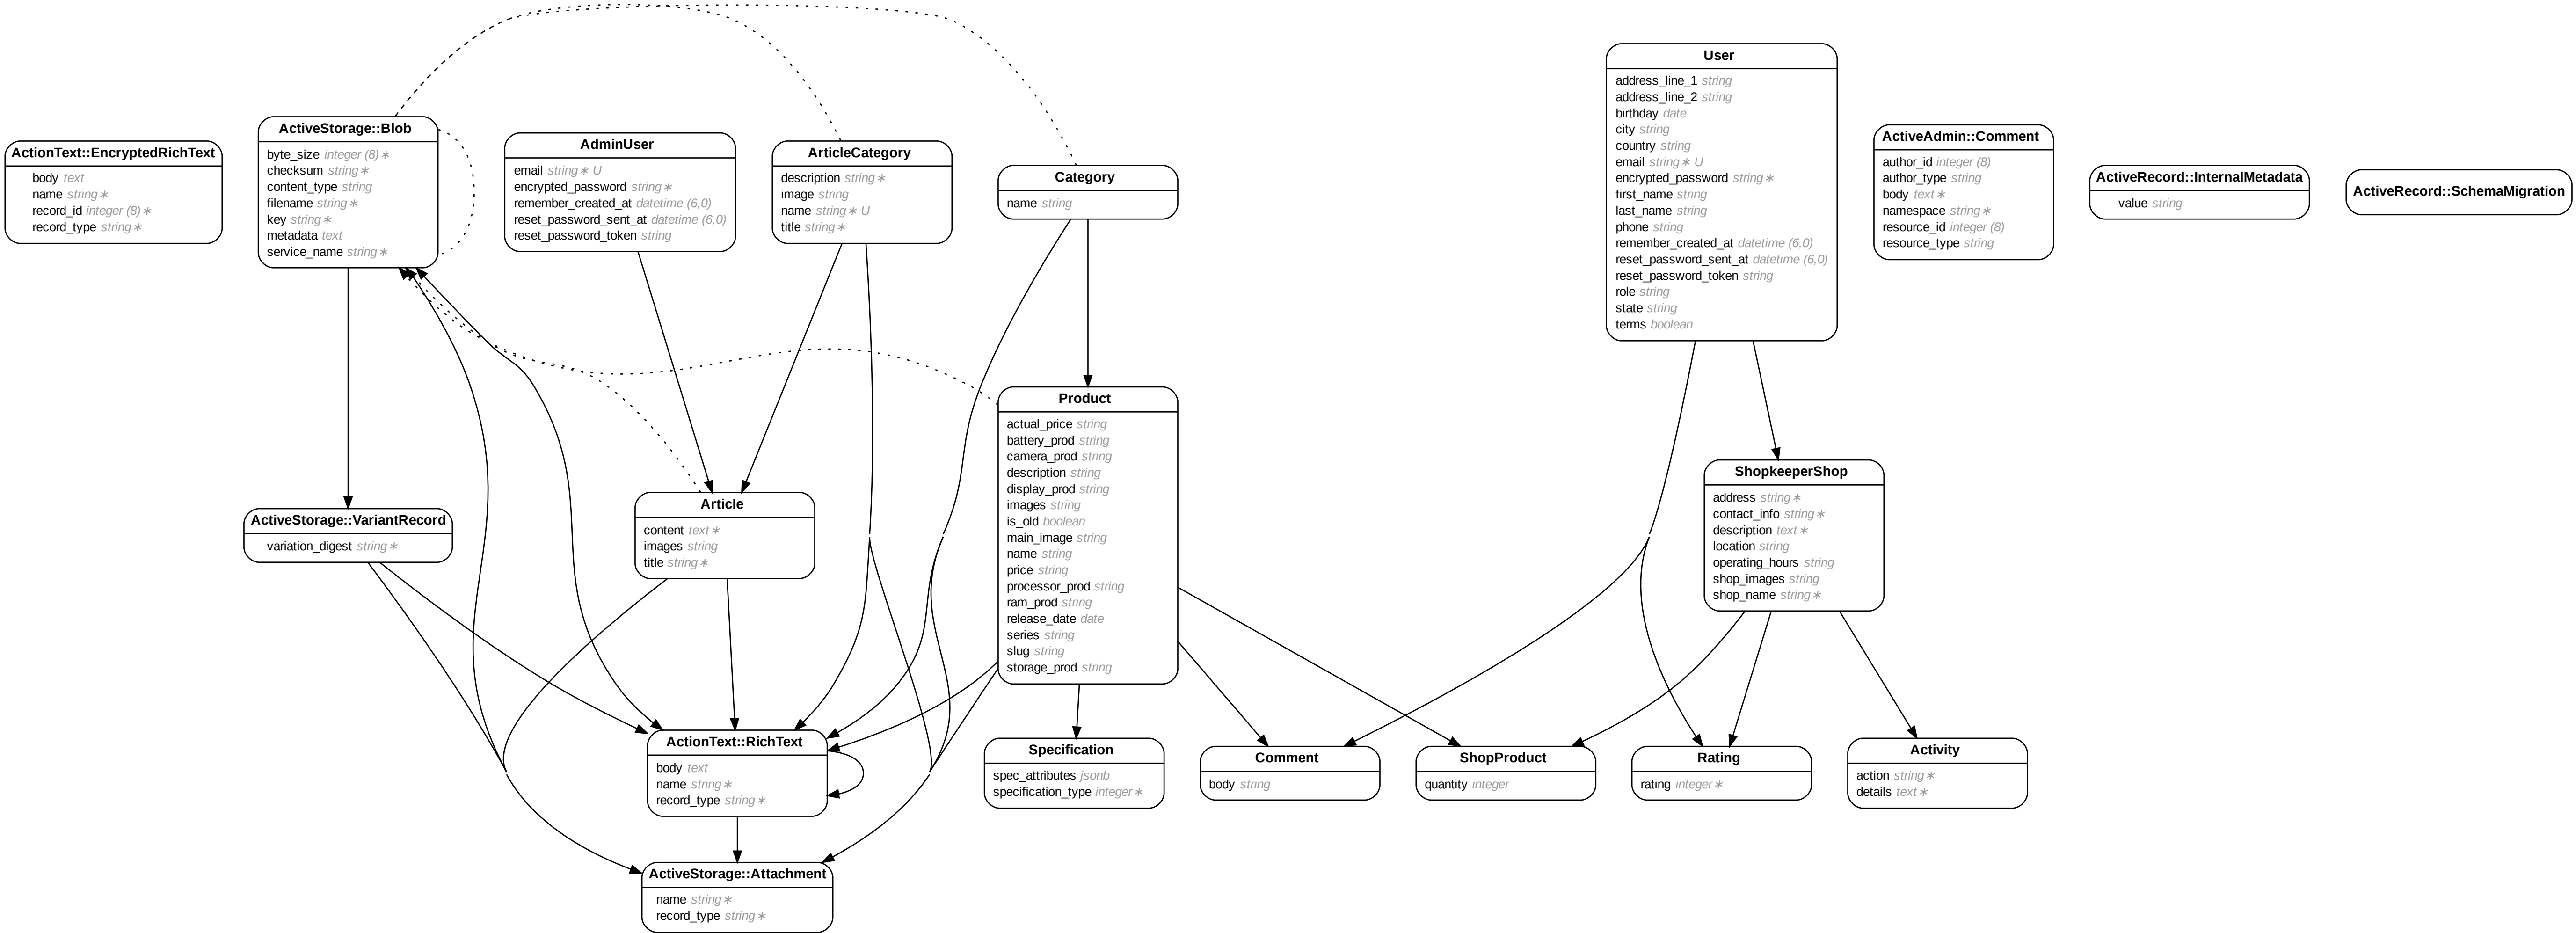 ActionText::EncryptedRichText
body text
name string ∗
record_id integer (8) ∗
record_type string ∗
ActiveStorage::Blob
byte_size integer (8) ∗
checksum string ∗
content_type string
filename string ∗
key string ∗
metadata text
service_name string ∗
AdminUser
email string ∗ U
encrypted_password string ∗
remember_created_at datetime (6,0)
reset_password_sent_at datetime (6,0)
reset_password_token string
ArticleCategory
description string ∗
image string
name string ∗ U
title string ∗
Category
name string
User
address_line_1 string
address_line_2 string
birthday date
city string
country string
email string ∗ U
encrypted_password string ∗
first_name string
last_name string
phone string
remember_created_at datetime (6,0)
reset_password_sent_at datetime (6,0)
reset_password_token string
role string
state string
terms boolean
ActiveAdmin::Comment
author_id integer (8)
author_type string
body text ∗
namespace string ∗
resource_id integer (8)
resource_type string
ActiveRecord::InternalMetadata
value string
ActiveRecord::SchemaMigration
Product
actual_price string
battery_prod string
camera_prod string
description string
display_prod string
images string
is_old boolean
main_image string
name string
price string
processor_prod string
ram_prod string
release_date date
series string
slug string
storage_prod string
ShopkeeperShop
address string ∗
contact_info string ∗
description text ∗
location string
operating_hours string
shop_images string
shop_name string ∗
ActiveStorage::VariantRecord
variation_digest string ∗
Article
content text ∗
images string
title string ∗
ActionText::RichText
body text
name string ∗
record_type string ∗
Specification
spec_attributes jsonb
specification_type integer ∗
Comment
body string
ShopProduct
quantity integer
Rating
rating integer ∗
Activity
action string ∗
details text ∗
ActiveStorage::Attachment
name string ∗
record_type string ∗